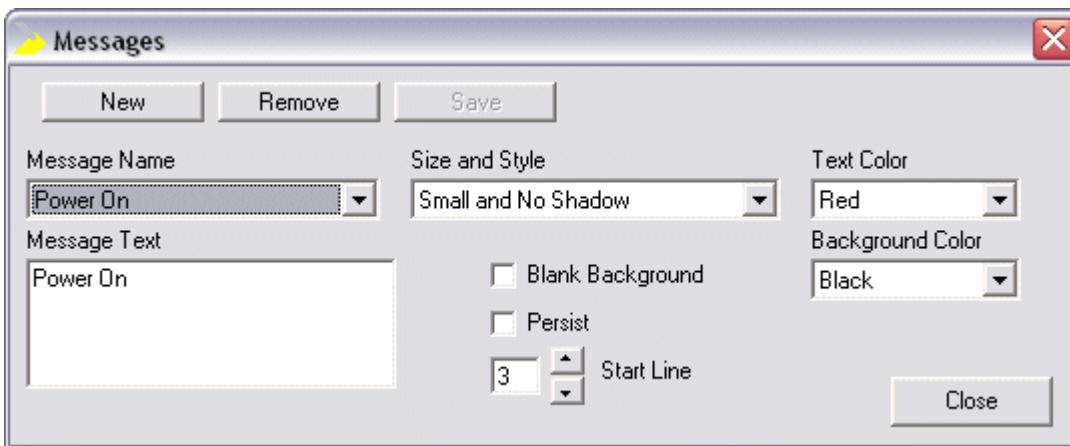 Messages
New Remove Save
Message Name Size and Style Text Color
Power On Small and No Shadow Red
Message Text Background Color
Power On Blank Background Black
Persist
3 Start Line
Close